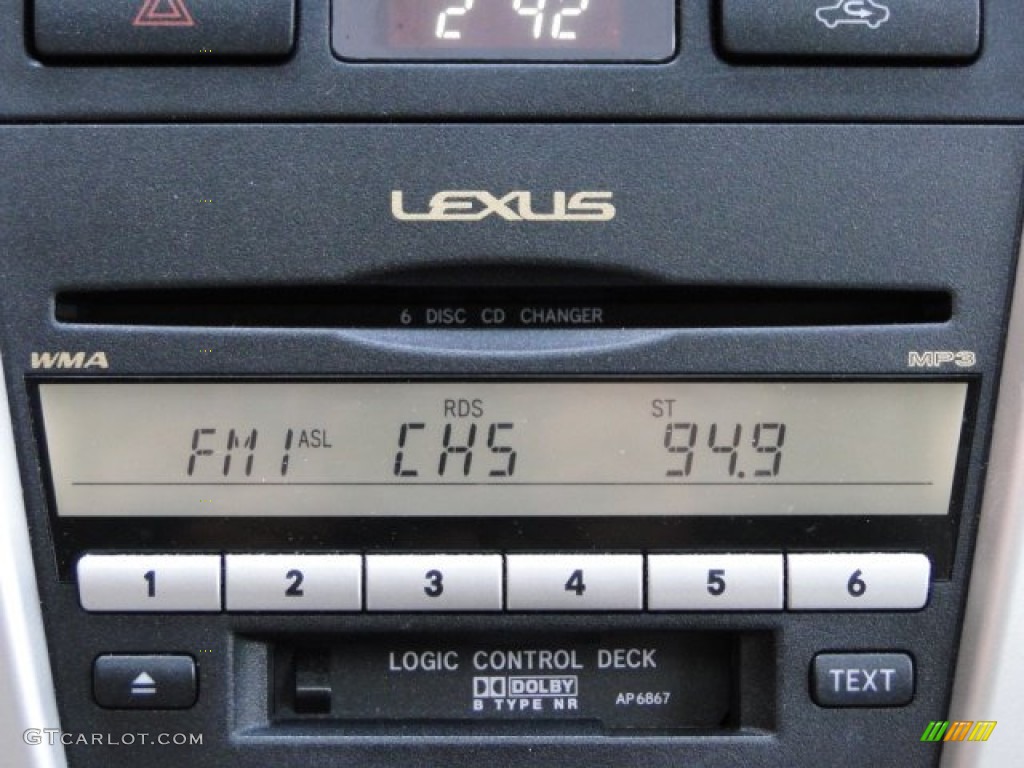 2 42
LEXUS
6 DISC CD CHANGER
WMA MP3
RDS ST
FM1 ASL CHS 94.9
1 2 3 4 5 6
LOGIC CONTROL DECK
DOLBY
B TYPE NR
AP6867
TEXT
GTCARLOT.COM